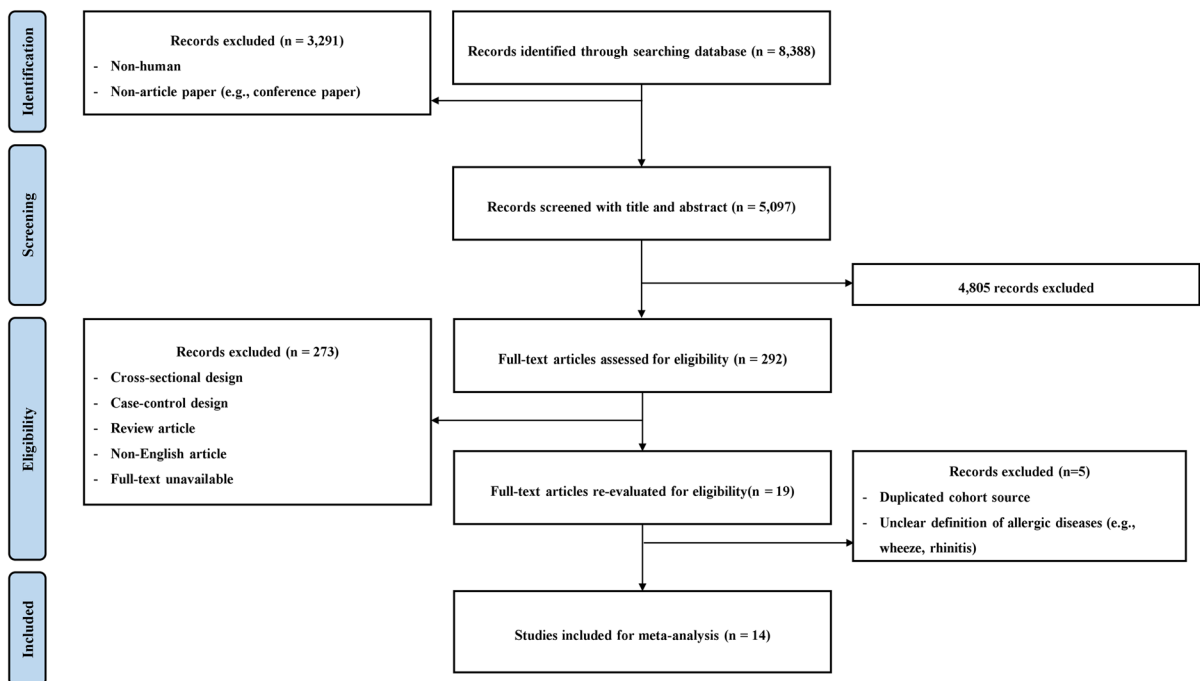 Identification
Records excluded (n = 3,291)
- Non-human
- Non-article paper (e.g., conference paper)
Records identified through searching database (n = 8,388)
Screening
Records screened with title and abstract (n = 5,097)
4,805 records excluded
Eligibility
Records excluded (n = 273)
- Cross-sectional design
- Case-control design
- Review article
- Non-English article
- Full-text unavailable
Full-text articles assessed for eligibility (n = 292)
Full-text articles re-evaluated for eligibility(n = 19)
Records excluded (n=5)
- Duplicated cohort source
- Unclear definition of allergic diseases (e.g.,
wheeze, rhinitis)
Included
Studies included for meta-analysis (n = 14)